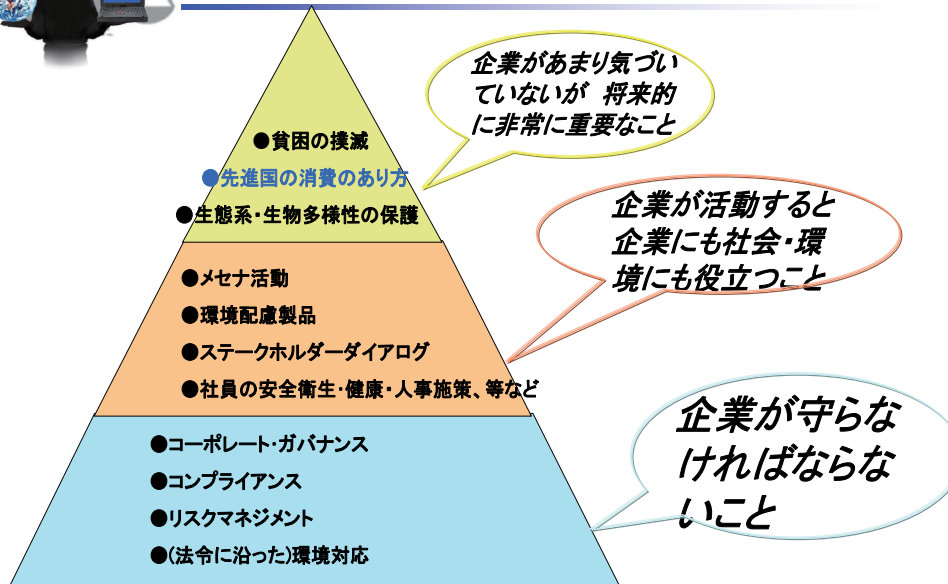 企業があまり気づい
ていないが 将来的
に非常に重要なこと
●貧困の撲滅
●先進国の消費のあり方
●生態系・生物多様性の保護
企業が活動すると
企業にも社会・環
境にも役立つこと
●メセナ活動
●環境配慮製品
●ステークホルダーダイアログ
●社員の安全衛生・健康・人事施策、等など
企業が守らな
ければならな
いこと
●コーポレート・ガバナンス
●コンプライアンス
●リスクマネジメント
●(法令に沿った)環境対応